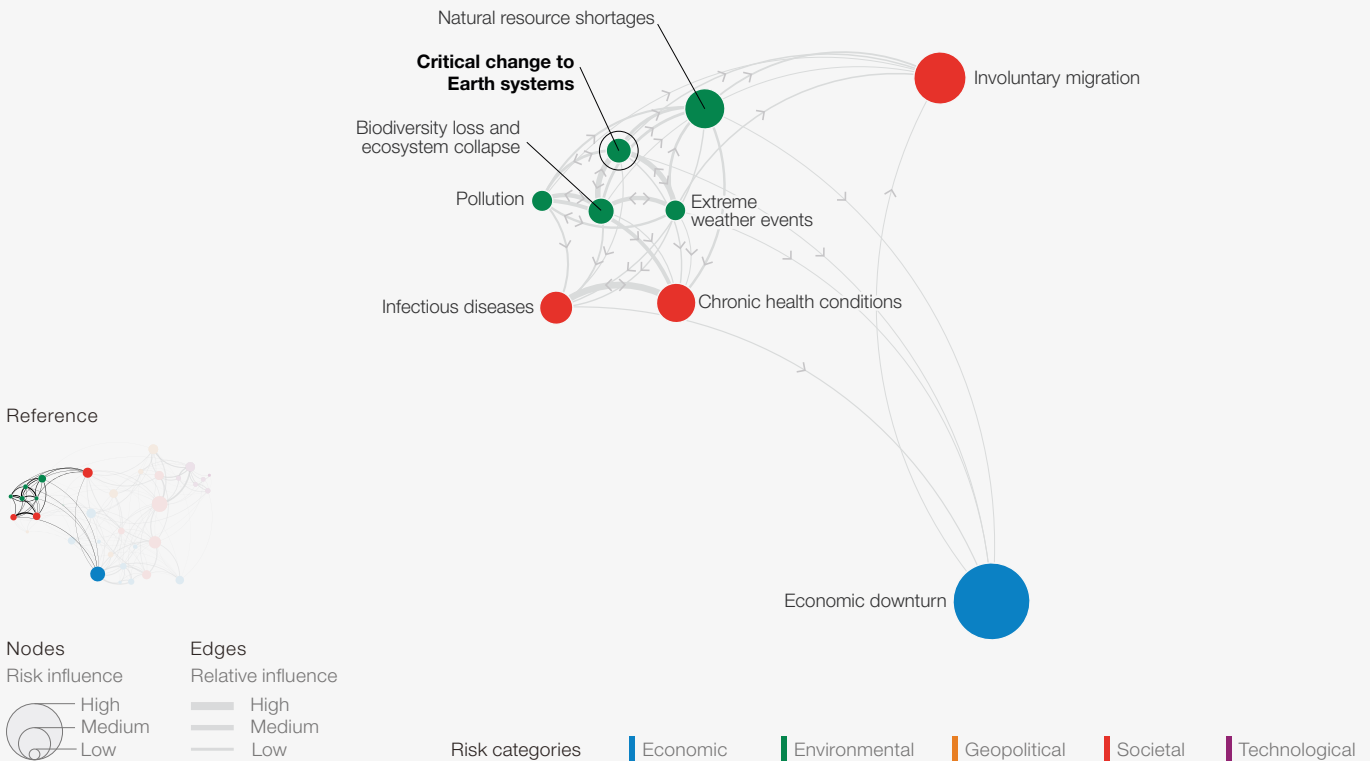 Natural resource shortages
Critical change to
Earth systems
Involuntary migration
Biodiversity loss and
ecosystem collapse
Pollution
Extreme
weather events
Infectious diseases
Chronic health conditions
Reference
Economic downturn
Nodes
Edges
Risk influence
Relative influence
High
High
Medium
Medium
Low
Low
Risk categories
Economic
Environmental
Geopolitical
Societal
Technological